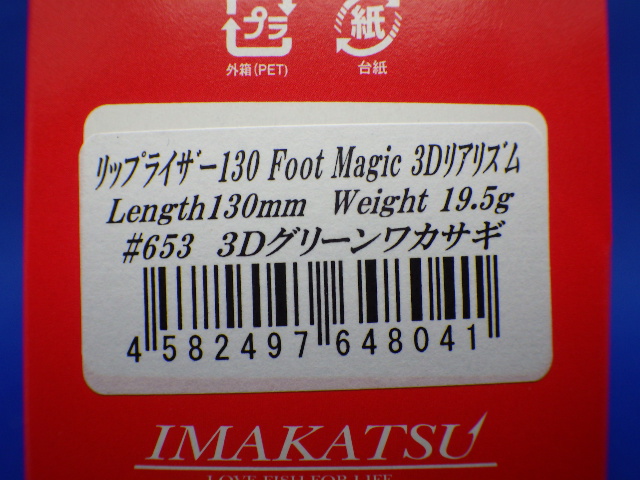 プラ 紙
外箱(PET) 台紙
リップライザー130 Foot Magic 3Dリアリズム
Length130mm Weight 19.5g
#653 3Dグリーンワカサギ
4 582497 648041
IMAKATSU
LOVE FISH FOR LIFE